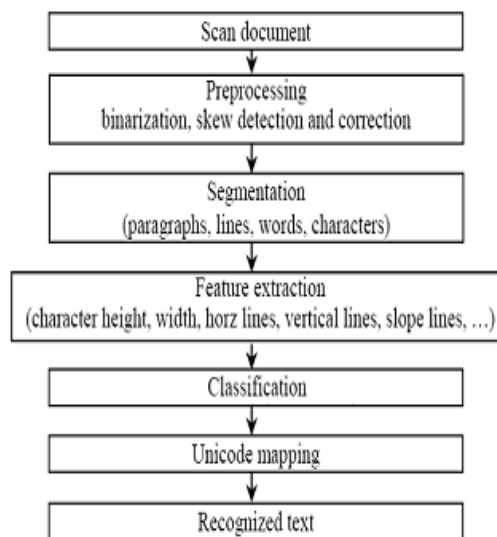 Scan document
Preprocessing
binarization, skew detection and correction
Segmentation
(paragraphs, lines, words, characters)
Feature extraction
(character height, width, horz lines, vertical lines, slope lines, …)
Classification
Unicode mapping
Recognized text